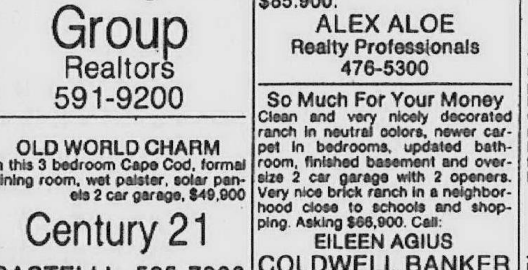 Group
Realtors
591-9200
OLD WORLD CHARM
this 3 bedroom Cape Cod, formal
ining room, wet palster, solar pan-
els 2 car garage, $49,900
Century 21
$85.900.
ALEX ALOE
Realty Professionals
476-5300
So Much For Your Money
Clean and very nicely decorated
ranch in neutral colors, newer car-
pet in bedrooms, updated bath-
room, finished basement and over-
size 2 car garage with 2 openers.
Very nice brick ranch in a neighbor-
hood close to schools and shop-
ping. Asking $66,900. Call:
EILEEN AGIUS
COLDWELL BANKER